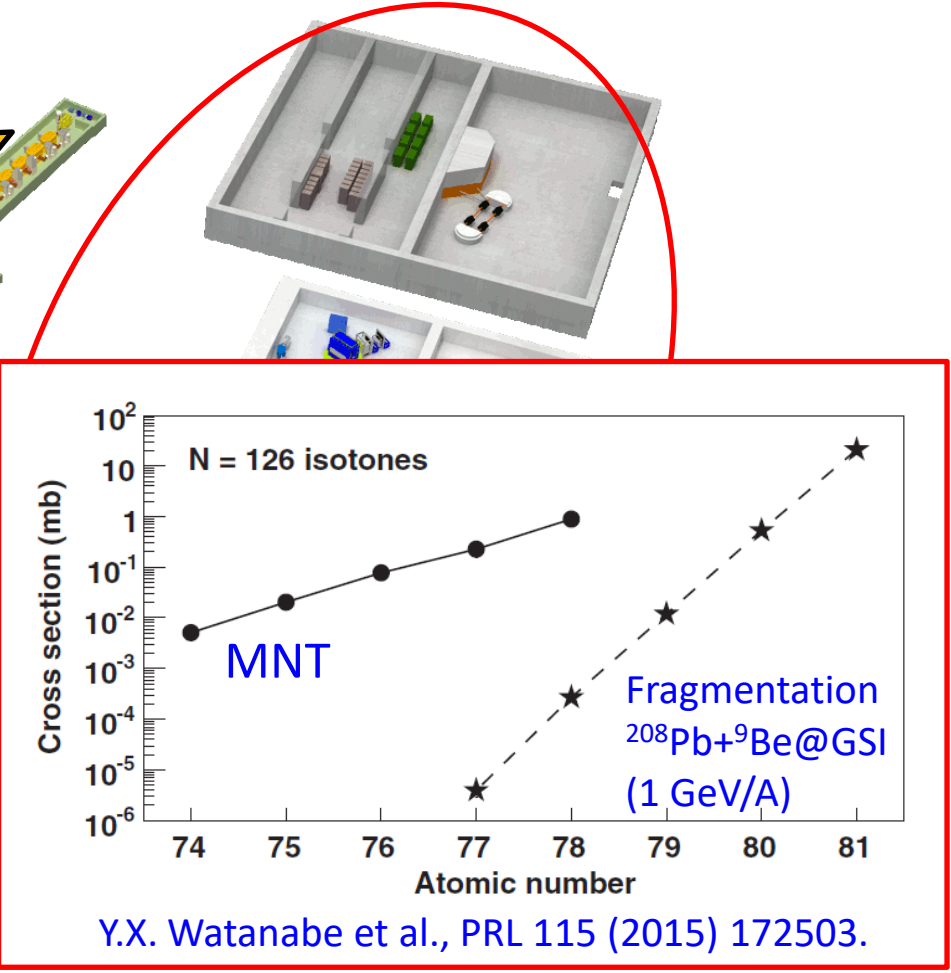 10²
10
1
10⁻¹
10⁻²
10⁻³
10⁻⁴
10⁻⁵
10⁻⁶
Cross section (mb)
N = 126 isotones
MNT
Fragmentation
²⁰⁸Pb+⁹Be@GSI
(1 GeV/A)
74 75 76 77 78 79 80 81
Atomic number
Y.X. Watanabe et al., PRL 115 (2015) 172503.